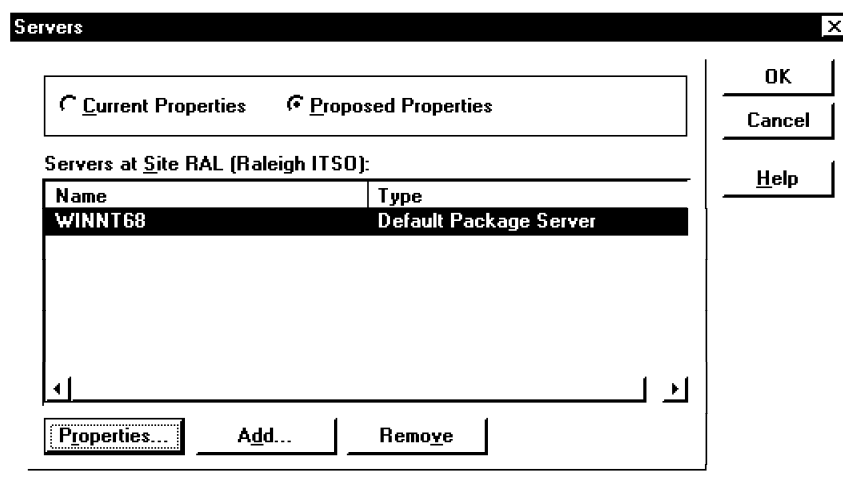 Servers
Current Properties Proposed Properties
OK
Cancel
Help
Servers at Site RAL (Raleigh ITSO):
Name Type
WINNT68 Default Package Server
Properties... Add... Remove